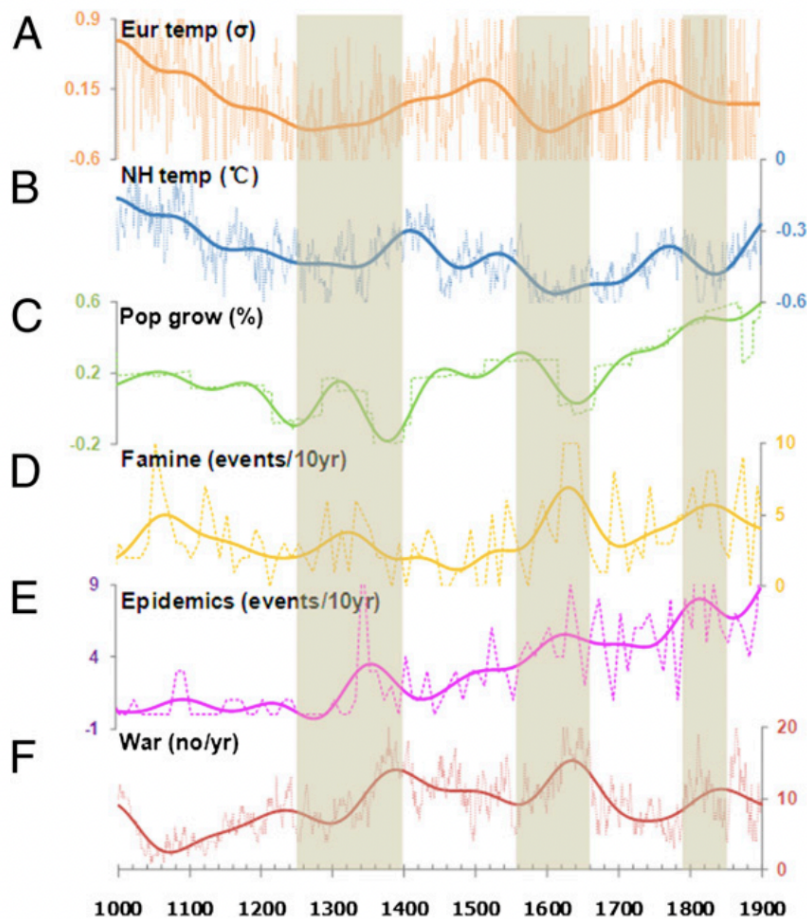 A
Eur temp (σ)
0.9
0.15
-0.6
B
NH temp (℃)
0
-0.3
-0.6
C
Pop grow (%)
0.6
0.2
-0.2
D
Famine (events/10yr)
10
5
0
E
Epidemics (events/10yr)
9
4
-1
F
War (no/yr)
20
10
0
1000 1100 1200 1300 1400 1500 1600 1700 1800 1900